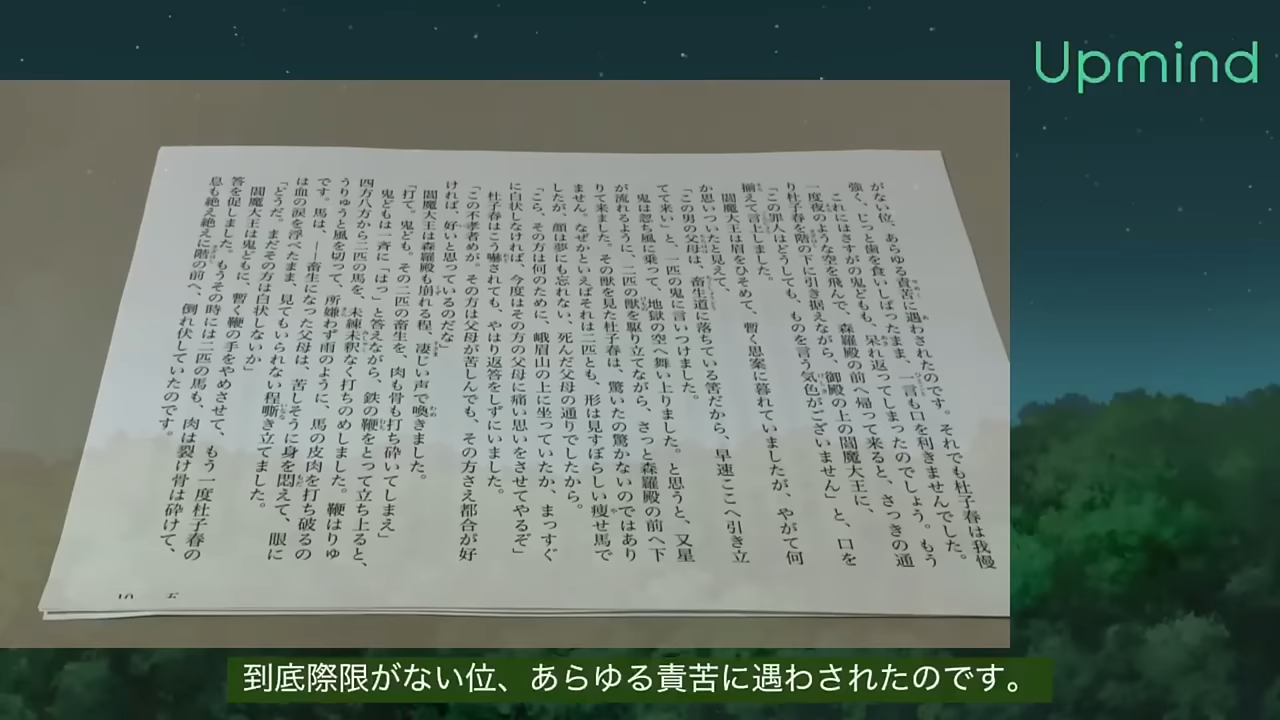 Upmind
がない位、あらゆる責苦に遇わされたのです。それでも杜子春は我慢
強く、じっと歯を食いしばったまま、一言も口を利きませんでした。
これにはさすがの鬼どもも、呆れ返ってしまったのでしょう。もう
一度夜のような空を飛んで、森羅殿の前へ帰って来ると、さっきの通
り杜子春を階の下に引き据えながら、御殿の上の閻魔大王に、
「この罪人はどうしても、ものを言う気色がございません」と、口を
揃えて言上しました。
閻魔大王は眉をひそめて、暫く思案に暮れていましたが、やがて何
か思いついたと見えて、
「この男の父母は、畜生道に落ちている筈だから、早速ここへ引き立
てて来い」と、一匹の鬼に言いつけました。
鬼は忽ち風に乗って、地獄の空へ舞い上りました。と思うと、又星
が流れるように、二匹の獣を駆り立てながら、さっと森羅殿の前へ下
りて来ました。その獣を見た杜子春は、驚いたの驚かないのではあり
ません。なぜかといえばそれは二匹とも、形は見すぼらしい痩せ馬で
したが、顔は夢にも忘れない、死んだ父母の通りでしたから。
「こら、その方は何のために、峨眉山の上に坐っていたか、まっすぐ
に白状しなければ、今度はその方の父母に痛い思いをさせてやるぞ」
杜子春はこう嚇されても、やはり返答をしずにいました。
「この不孝者めが。その方は父母が苦しんでも、その方さえ都合が好
ければ、好いと思っているのだな」
閻魔大王は森羅殿も崩れる程、凄じい声で喚きました。
「打て。鬼ども。その二匹の畜生を、肉も骨も打ち砕いてしまえ」
鬼どもは一斉に「はっ」と答えながら、鉄の鞭をとって立ち上ると、
四方八方から二匹の馬を、未練未釈なく打ちのめしました。鞭はりゅ
うりゅうと風を切って、所嫌わず雨のように、馬の皮肉を打ち破るの
です。馬は、――畜生になった父母は、苦しそうに身を悶えて、眼に
は血の涙を浮べたまま、見てもいられない程嘶き立てました。
「どうだ。まだその方は白状しないか」
閻魔大王は鬼どもに、暫く鞭の手をやめさせて、もう一度杜子春の
答を促しました。もうその時には二匹の馬も、肉は裂け骨は砕けて、
息も絶え絶えに階の前へ、倒れ伏していたのです。
到底際限がない位、あらゆる責苦に遇わされたのです。